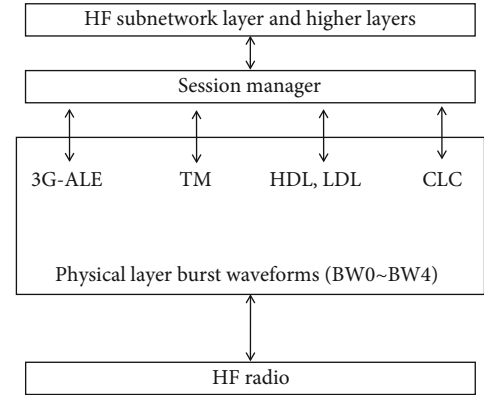 HF subnetwork layer and higher layers
Session manager
3G-ALE TM HDL, LDL CLC
Physical layer burst waveforms (BW0~BW4)
HF radio